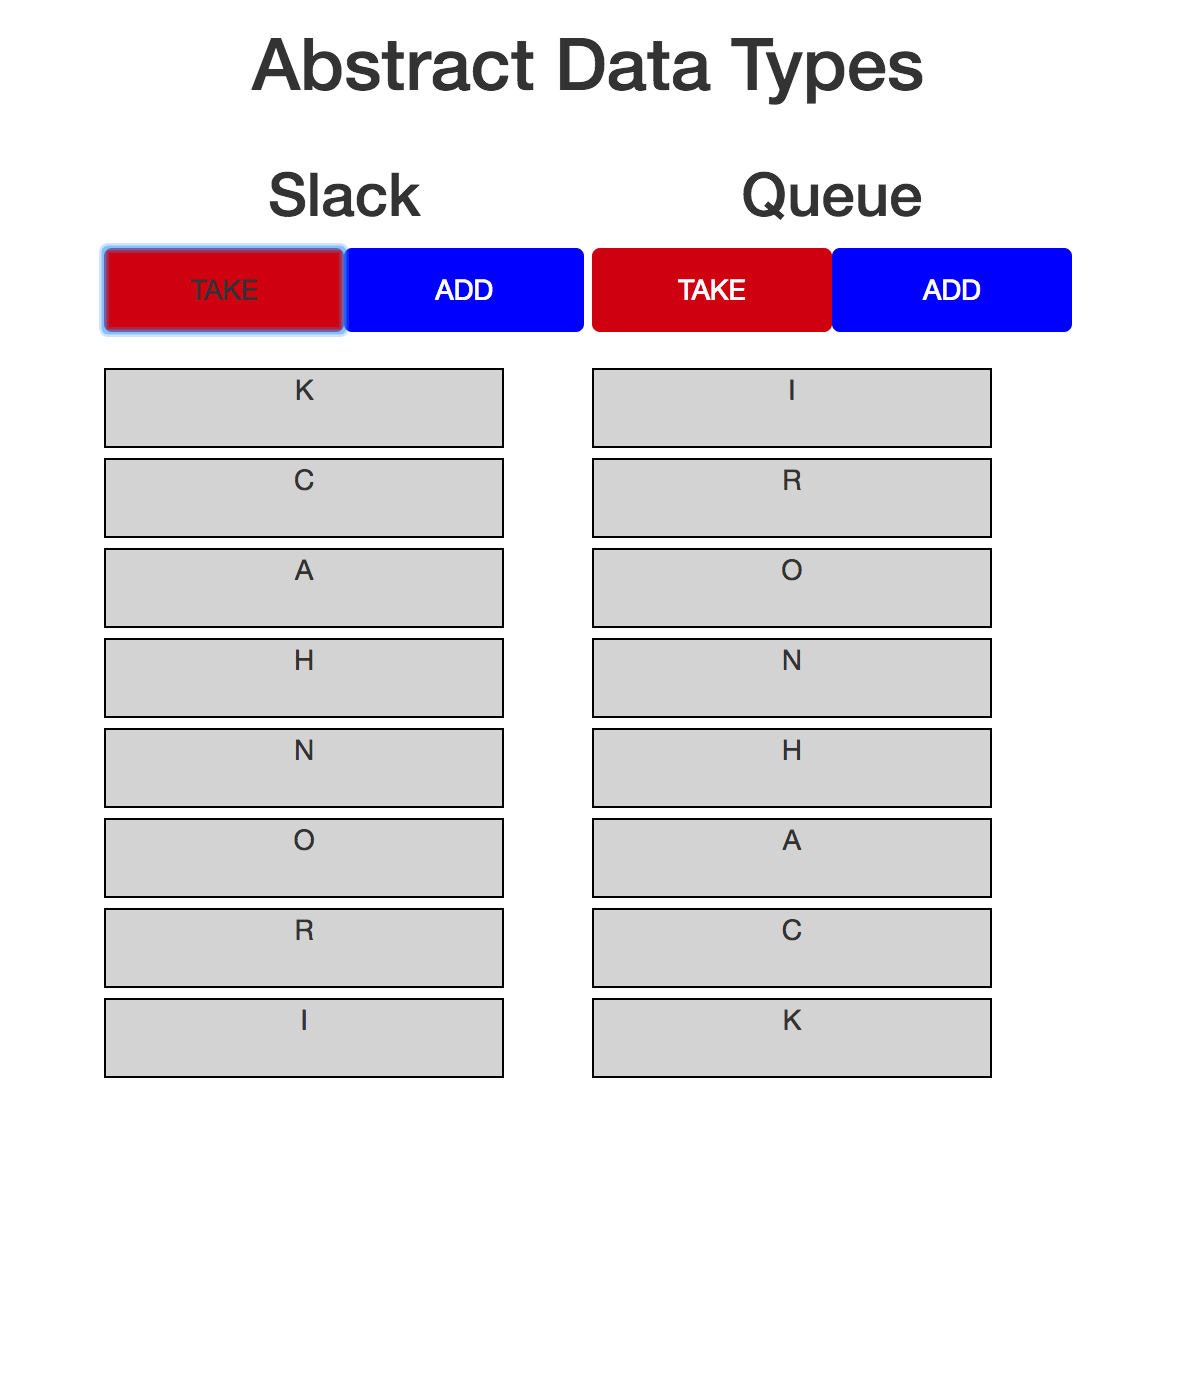 Abstract Data Types
Slack
TAKE ADD
K
C
A
H
N
O
R
I
Queue
TAKE ADD
I
R
O
N
H
A
C
K